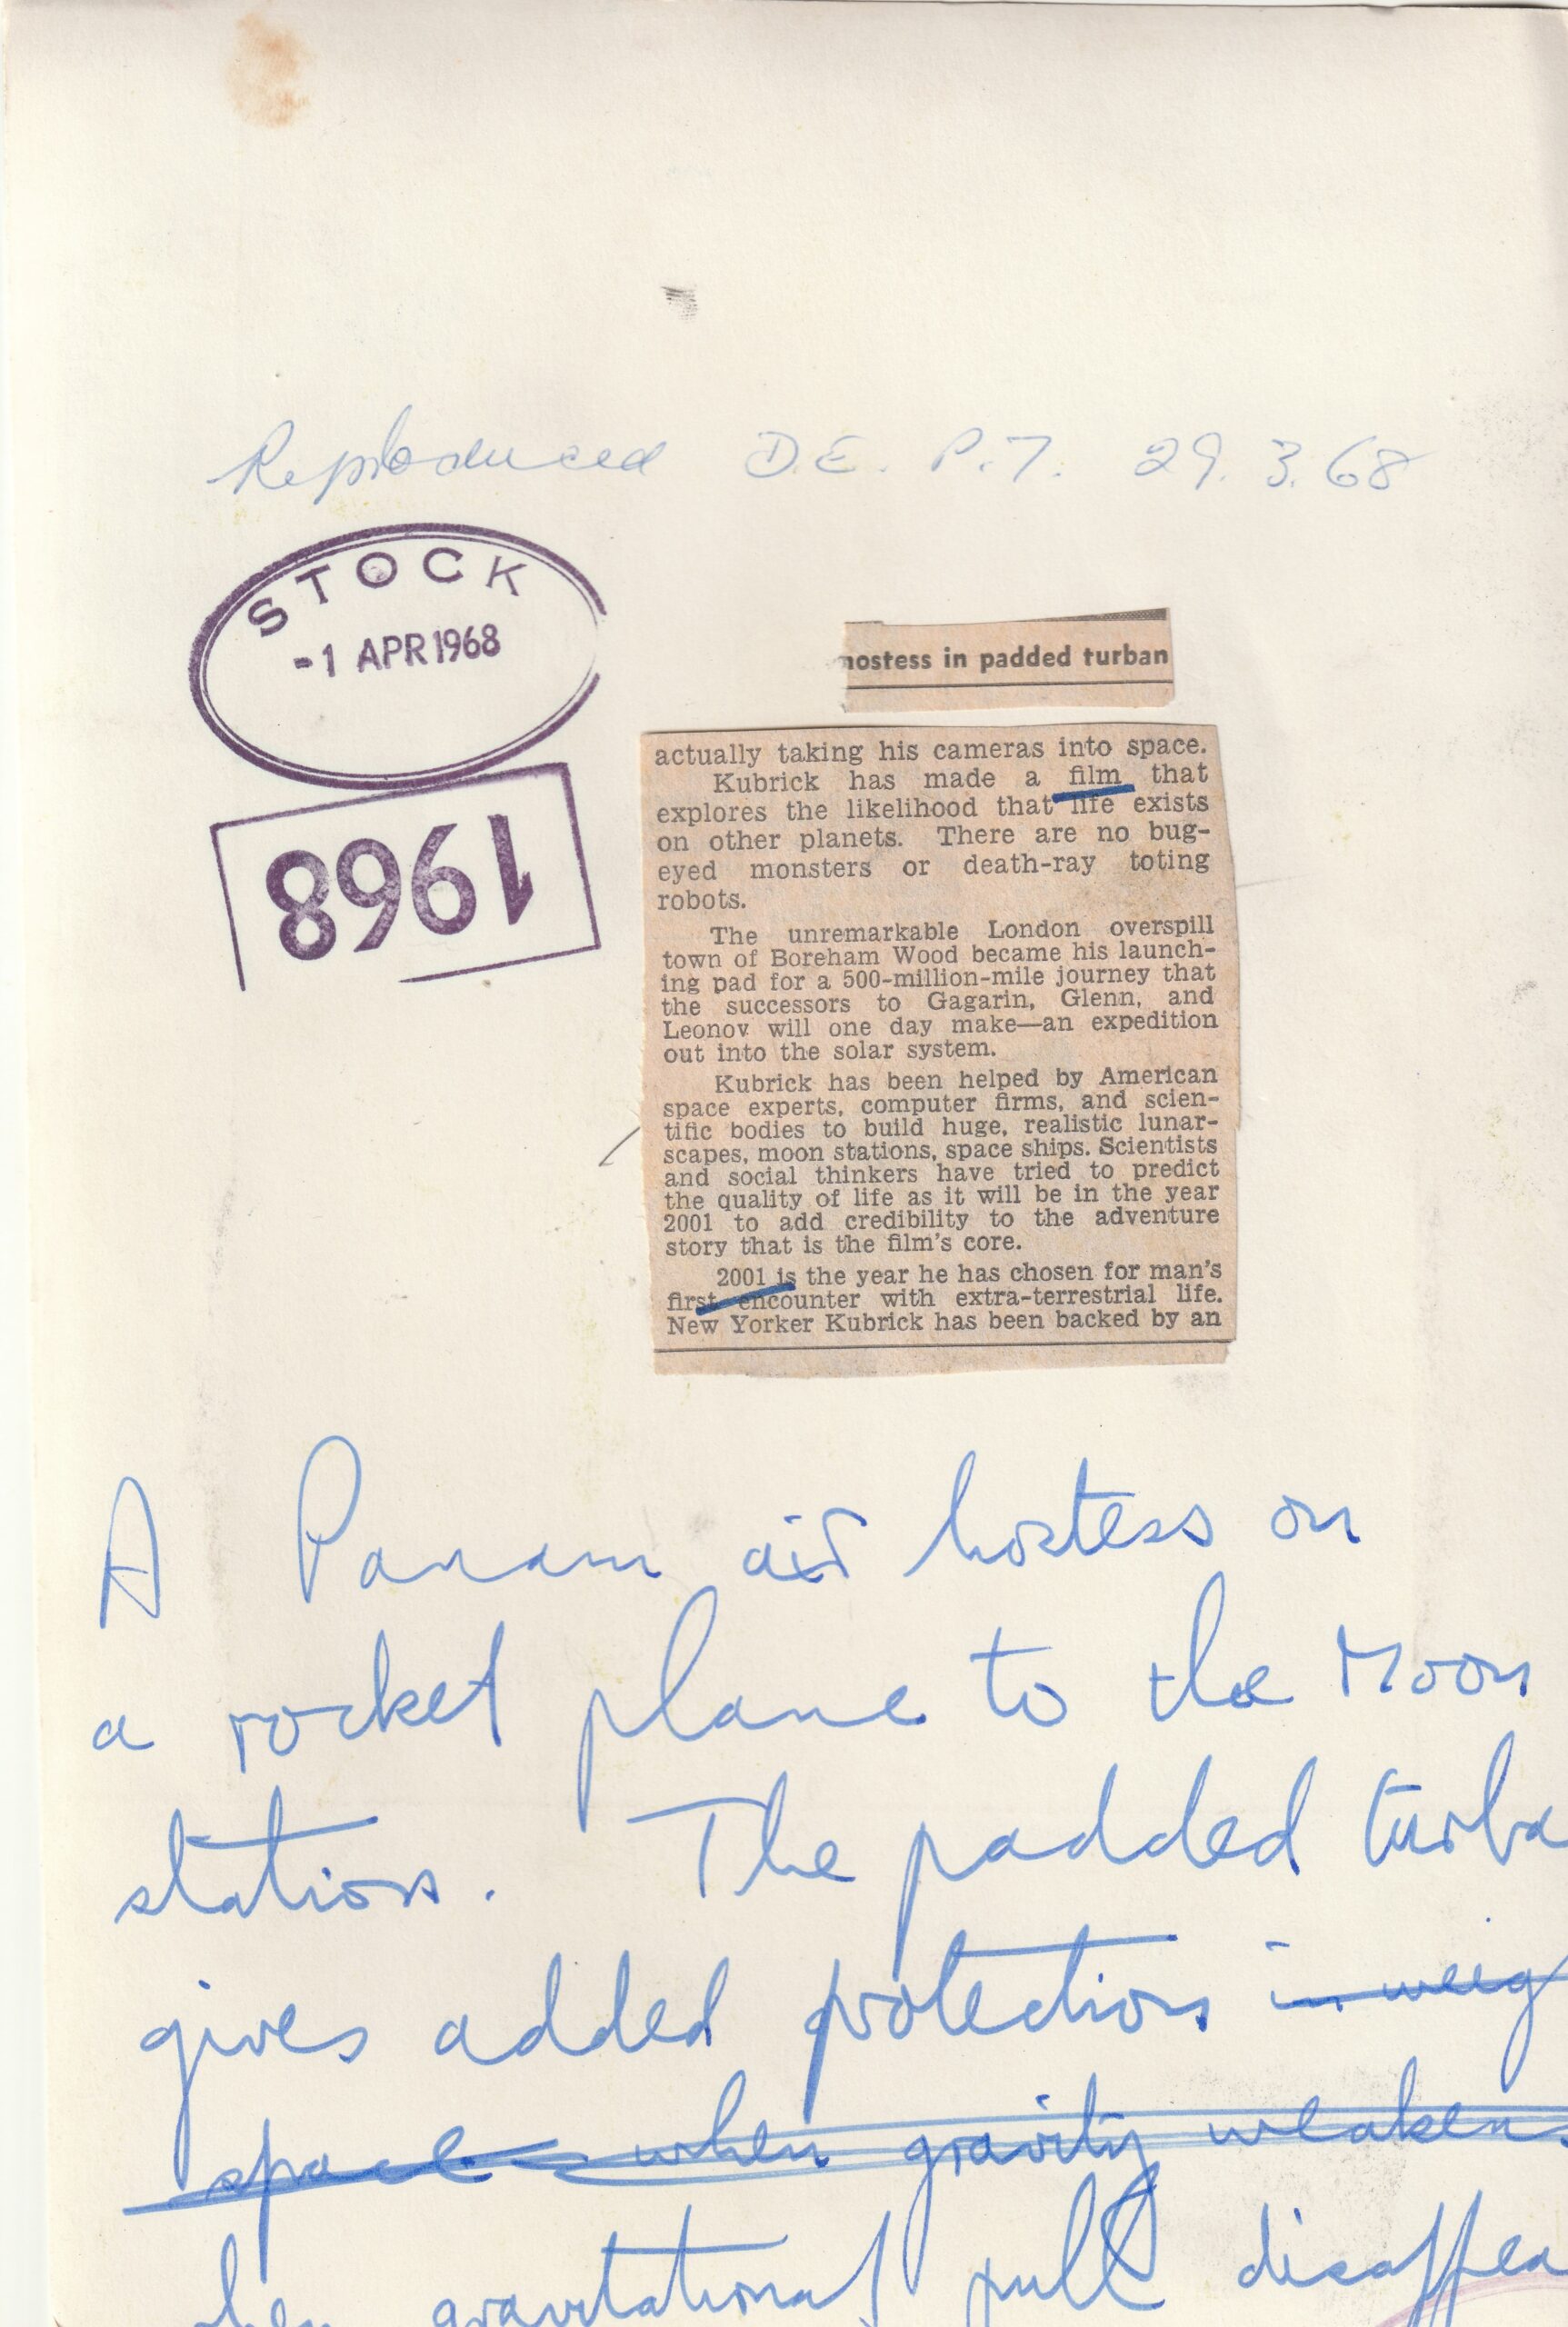 Reproduced D.E. P.7. 29.3.68
STOCK
-1 APR 1968
1968
hostess in padded turban
actually taking his cameras into space.
Kubrick has made a film that
explores the likelihood that life exists
on other planets. There are no bug-
eyed monsters or death-ray toting
robots.
The unremarkable London overspill
town of Boreham Wood became his launch-
ing pad for a 500-million-mile journey that
the successors to Gagarin, Glenn, and
Leonov will one day make—an expedition
out into the solar system.
Kubrick has been helped by American
space experts, computer firms, and scien-
tific bodies to build huge, realistic lunar-
scapes, moon stations, space ships. Scientists
and social thinkers have tried to predict
the quality of life as it will be in the year
2001 to add credibility to the adventure
story that is the film's core.
2001 is the year he has chosen for man's
first encounter with extra-terrestrial life.
New Yorker Kubrick has been backed by an
A Panam air hostess on
a rocket plane to the Moon
station. The padded turba
gives added protection in weig
space when gravity weakens
when gravitational pull disappea